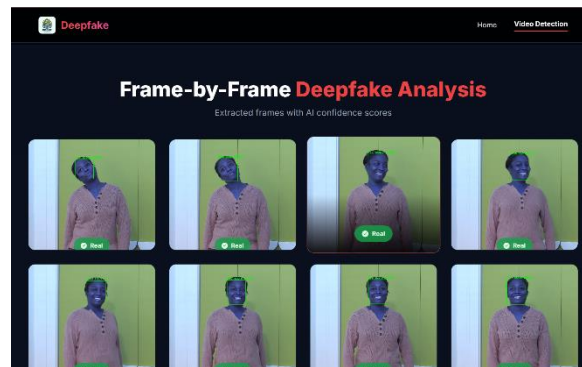 Deepfake
Home
Video Detection
Frame-by-Frame Deepfake Analysis
Extracted frames with AI confidence scores
Real
Real
Real
Real